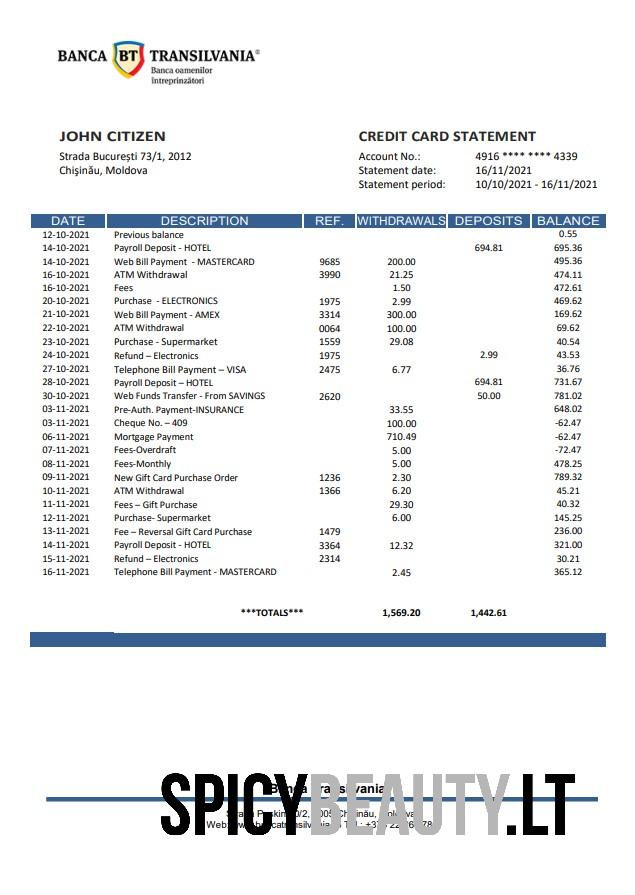 BANCA BT TRANSILVANIA®
Banca oamenilor
întreprinzători
JOHN CITIZEN
Strada București 73/1, 2012
Chișinău, Moldova
CREDIT CARD STATEMENT
Account No.: 4916 **** **** 4339
Statement date: 16/11/2021
Statement period: 10/10/2021 - 16/11/2021
DATE DESCRIPTION REF. WITHDRAWALS DEPOSITS BALANCE
12-10-2021 Previous balance 0.55
14-10-2021 Payroll Deposit - HOTEL 694.81 695.36
14-10-2021 Web Bill Payment - MASTERCARD 9685 200.00 495.36
16-10-2021 ATM Withdrawal 3990 21.25 474.11
16-10-2021 Fees 1.50 472.61
20-10-2021 Purchase - ELECTRONICS 1975 2.99 469.62
21-10-2021 Web Bill Payment - AMEX 3314 300.00 169.62
22-10-2021 ATM Withdrawal 0064 100.00 69.62
23-10-2021 Purchase - Supermarket 1559 29.08 40.54
24-10-2021 Refund – Electronics 1975 2.99 43.53
27-10-2021 Telephone Bill Payment – VISA 2475 6.77 36.76
28-10-2021 Payroll Deposit – HOTEL 694.81 731.67
30-10-2021 Web Funds Transfer - From SAVINGS 2620 50.00 781.02
03-11-2021 Pre-Auth. Payment-INSURANCE 33.55 648.02
03-11-2021 Cheque No. – 409 100.00 -62.47
06-11-2021 Mortgage Payment 710.49 -62.47
07-11-2021 Fees-Overdraft 5.00 -72.47
08-11-2021 Fees-Monthly 5.00 478.25
09-11-2021 New Gift Card Purchase Order 1236 2.30 789.32
10-11-2021 ATM Withdrawal 1366 6.20 45.21
11-11-2021 Fees – Gift Purchase 29.30 40.32
12-11-2021 Purchase- Supermarket 6.00 145.25
13-11-2021 Fee – Reversal Gift Card Purchase 1479 236.00
14-11-2021 Payroll Deposit - HOTEL 3364 12.32 321.00
15-11-2021 Refund – Electronics 2314 30.21
16-11-2021 Telephone Bill Payment - MASTERCARD 2.45 365.12
***TOTALS*** 1,569.20 1,442.61
SPICYBEAUTY.LT